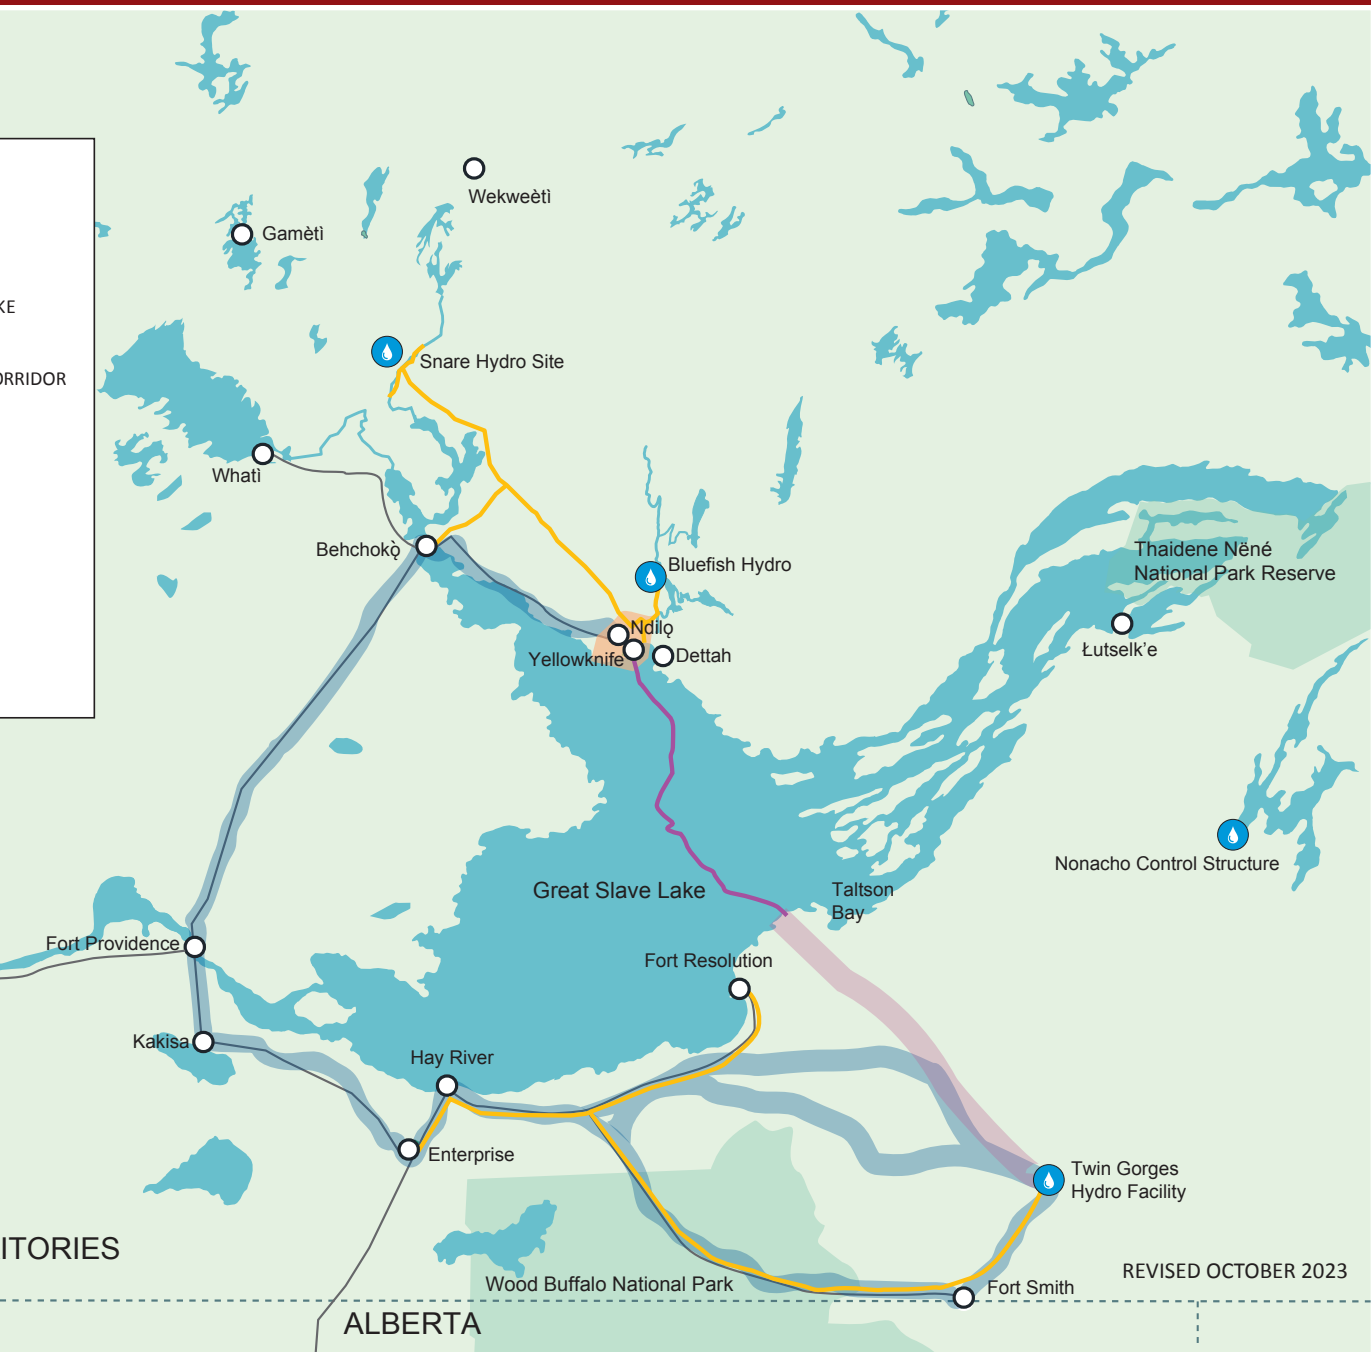 Wekweètì
Gamètì
KE
Snare Hydro Site
ORRIDOR
Whatì
Behchokǫ̀
Bluefish Hydro
Thaidene Nëné
National Park Reserve
Ndilǫ
Yellowknife
Dettah
Łutselk'e
Nonacho Control Structure
Great Slave Lake
Taltson
Bay
Fort Providence
Fort Resolution
Kakisa
Hay River
Enterprise
Twin Gorges
Hydro Facility
ITORIES
Wood Buffalo National Park
REVISED OCTOBER 2023
Fort Smith
ALBERTA